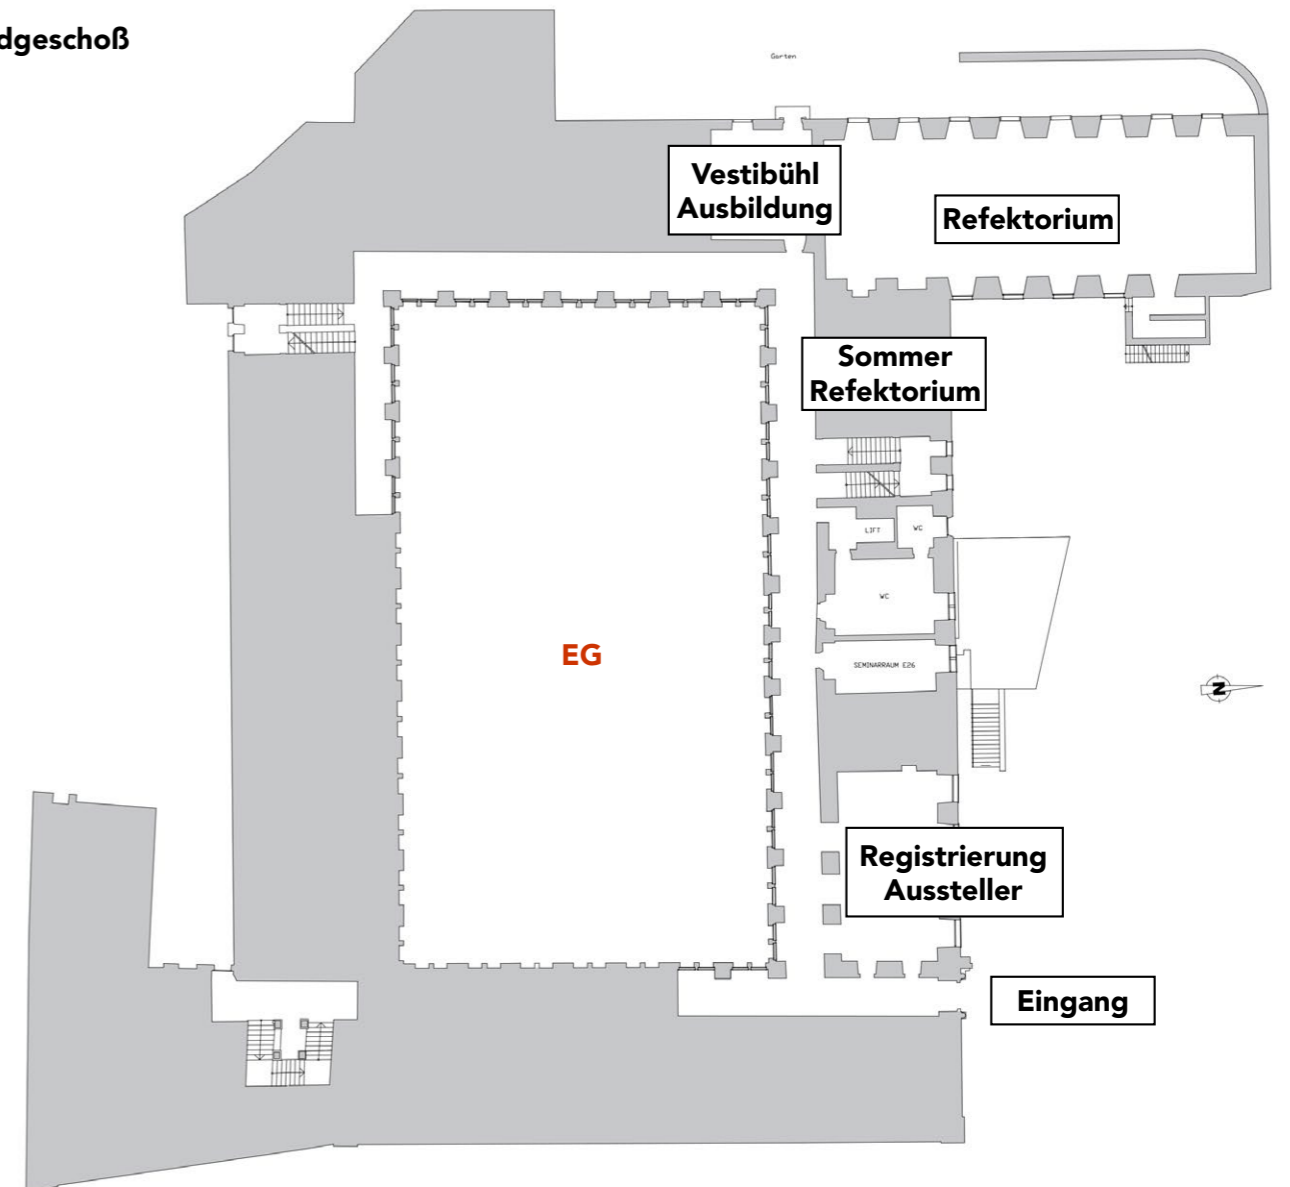 dgeschoß
Garten
Vestibühl
Ausbildung
Refektorium
Sommer
Refektorium
LIFT
WC
WC
EG
SEMINARRAUM E26
N
Registrierung
Aussteller
Eingang